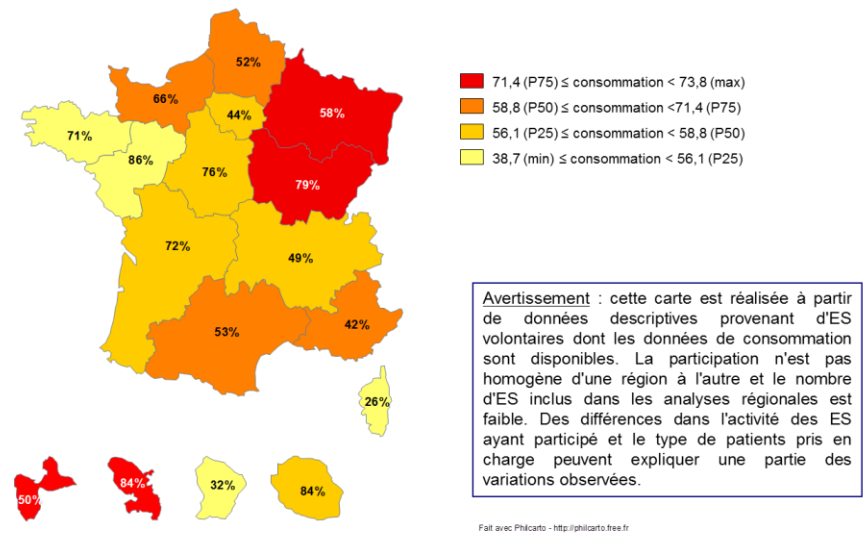 52%
66%
44%
58%
71%
86%
76%
79%
72%
49%
53%
42%
26%
50%
84%
32%
84%
71,4 (P75) ≤ consommation < 73,8 (max)
58,8 (P50) ≤ consommation <71,4 (P75)
56,1 (P25) ≤ consommation < 58,8 (P50)
38,7 (min) ≤ consommation < 56,1 (P25)
Avertissement : cette carte est réalisée à partir
de données descriptives provenant d'ES
volontaires dont les données de consommation
sont disponibles. La participation n'est pas
homogène d'une région à l'autre et le nombre
d'ES inclus dans les analyses régionales est
faible. Des différences dans l'activité des ES
ayant participé et le type de patients pris en
charge peuvent expliquer une partie des
variations observées.
Fait avec Philcarto - http://philcarto.free.fr